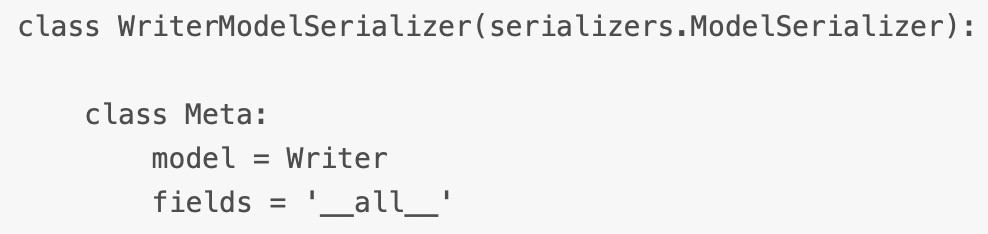 class WriterModelSerializer(serializers.ModelSerializer):
    class Meta:
        model = Writer
        fields = '__all__'